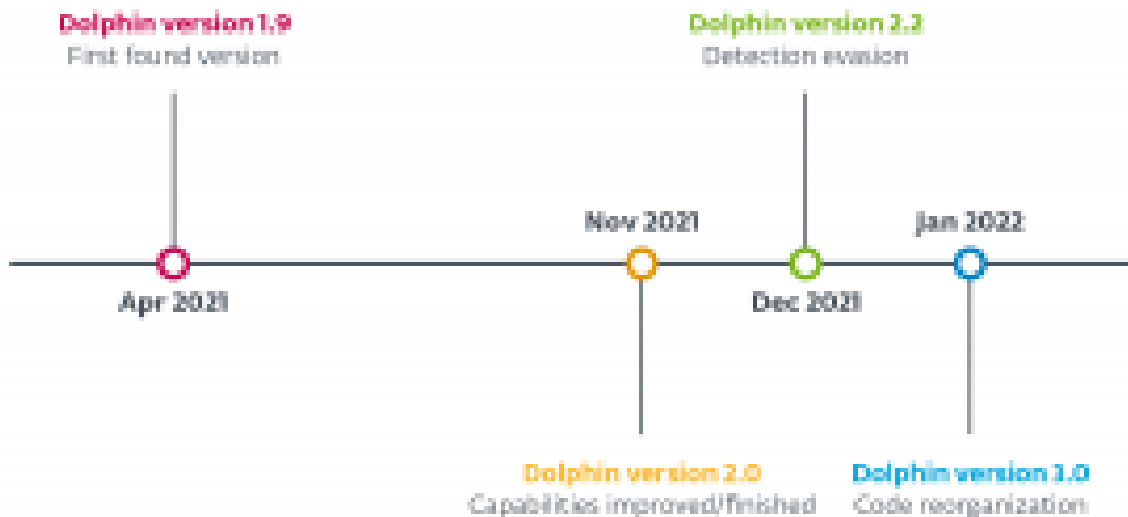 Dolphin version 1.9
First found version
Dolphin version 2.2
Detection evasion
Nov 2021
Jan 2022
Apr 2021
Dec 2021
Dolphin version 2.0
Capabilities improved/finished
Dolphin version 3.0
Code reorganization